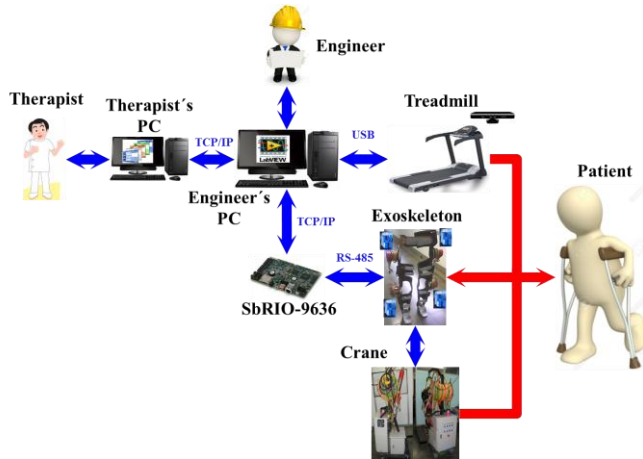 Engineer
Therapist
Therapist´s
PC
Treadmill
TCP/IP
USB
LabVIEW
Engineer´s
PC
Patient
TCP/IP
Exoskeleton
RS-485
SbRIO-9636
Crane